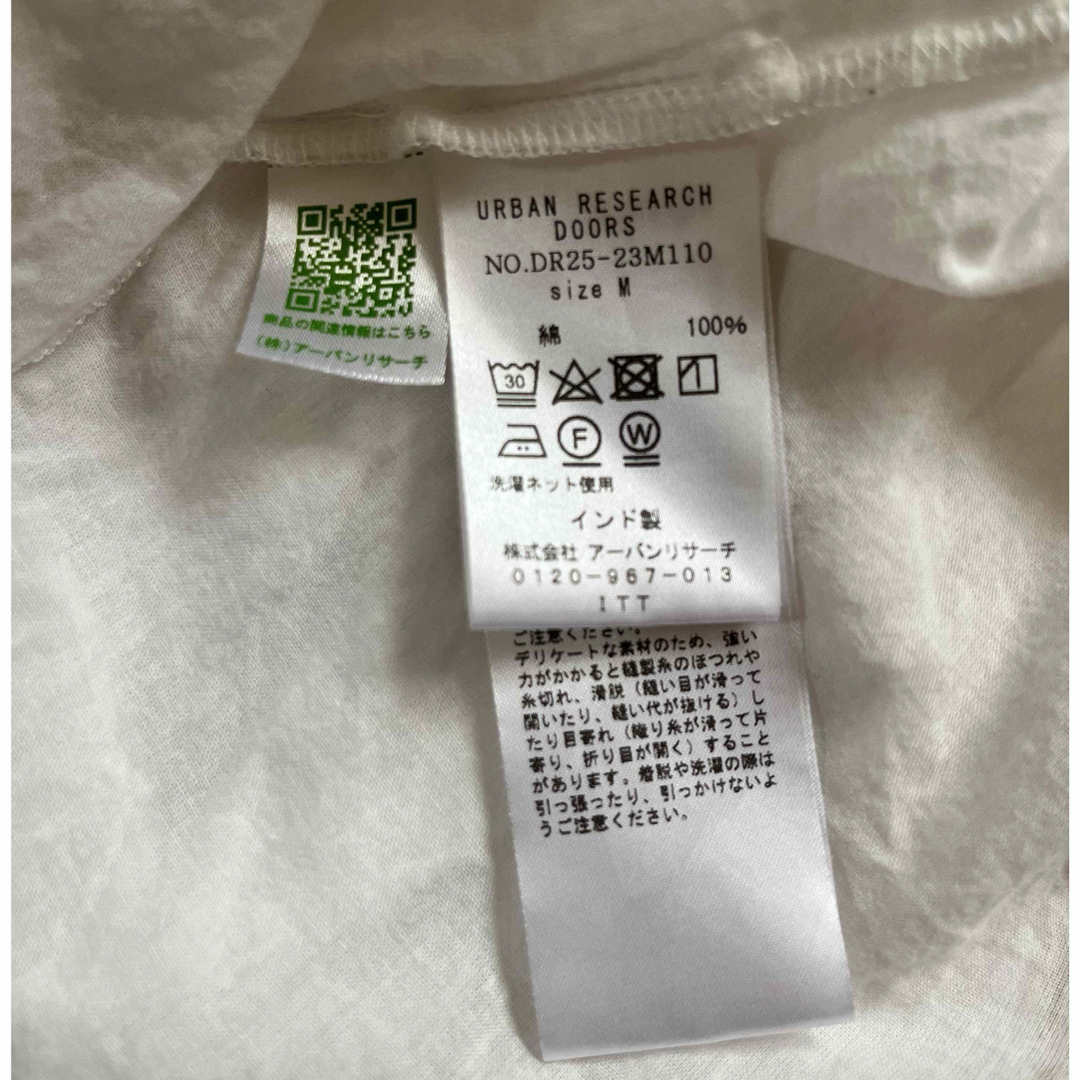 商品の関連情報はこちら
(株)アーバンリサーチ
URBAN RESEARCH
DOORS
NO.DR25-23M110
size M
綿 100%
30
F W
洗濯ネット使用
インド製
株式会社 アーバンリサーチ
0120-967-013
ITT
ご注意ください。
デリケートな素材のため、強い
力がかかると縫製糸のほつれや
糸切れ、滑脱(縫い目が滑って
開いたり、縫い代が抜ける)し
たり目寄れ(織り糸が滑って片
寄り、折り目が開く)すること
があります。着脱や洗濯の際は
引っ張ったり、引っかけないよ
うご注意ください。